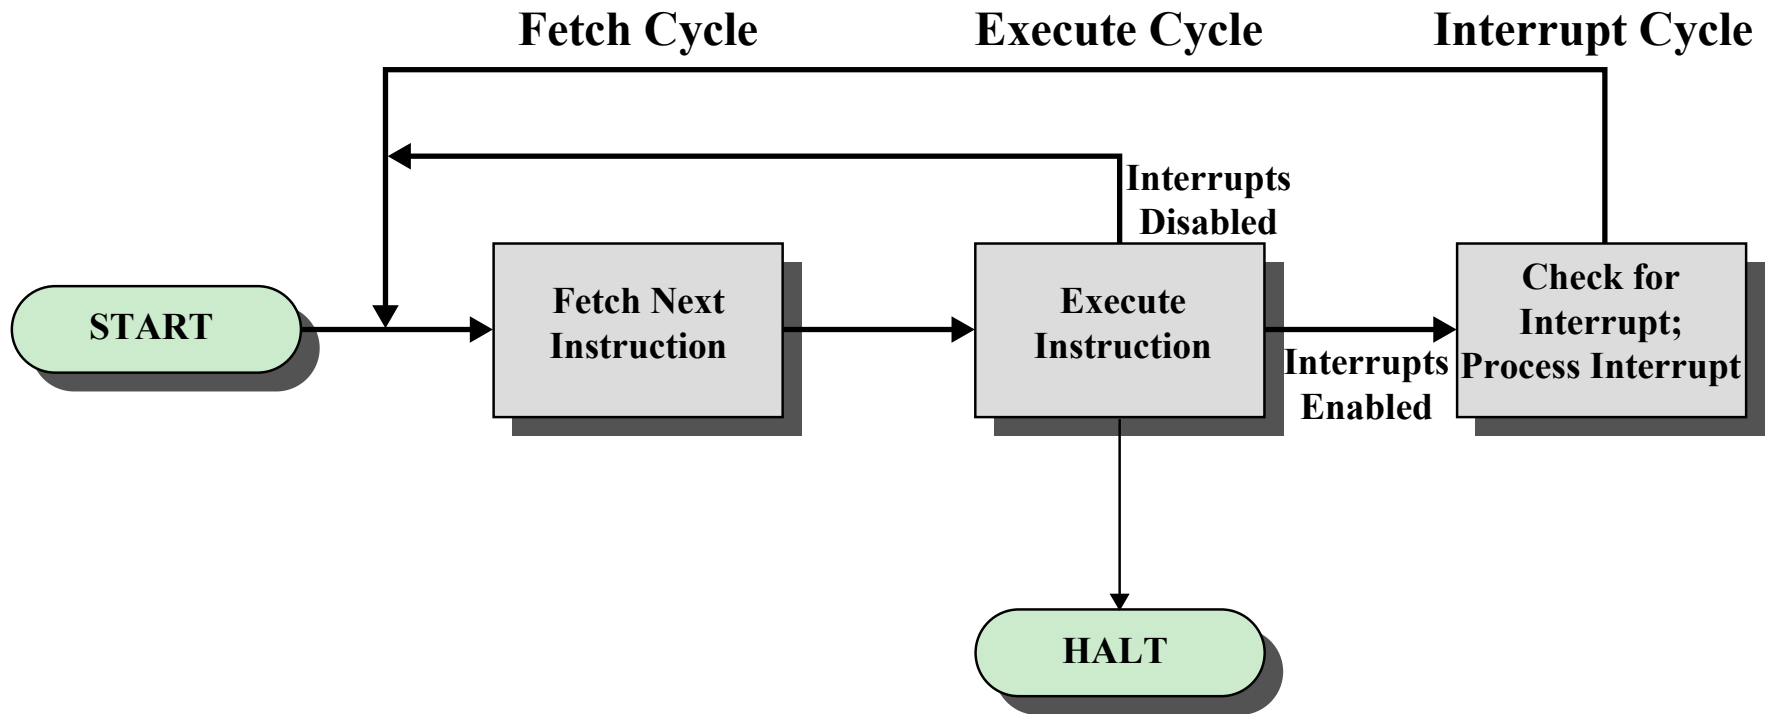 Fetch Cycle
Execute Cycle
Interrupt Cycle
Interrupts
Disabled
START
Fetch Next
Instruction
Execute
Instruction
Interrupts
Enabled
Check for
Interrupt;
Process Interrupt
HALT